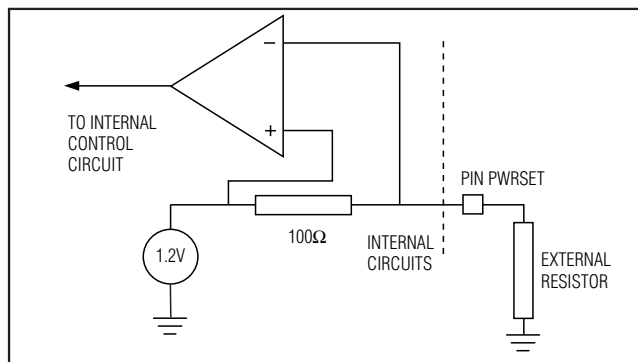 −
+
TO INTERNAL
CONTROL
CIRCUIT
PIN PWRSET
1.2V
100Ω
INTERNAL
CIRCUITS
EXTERNAL
RESISTOR